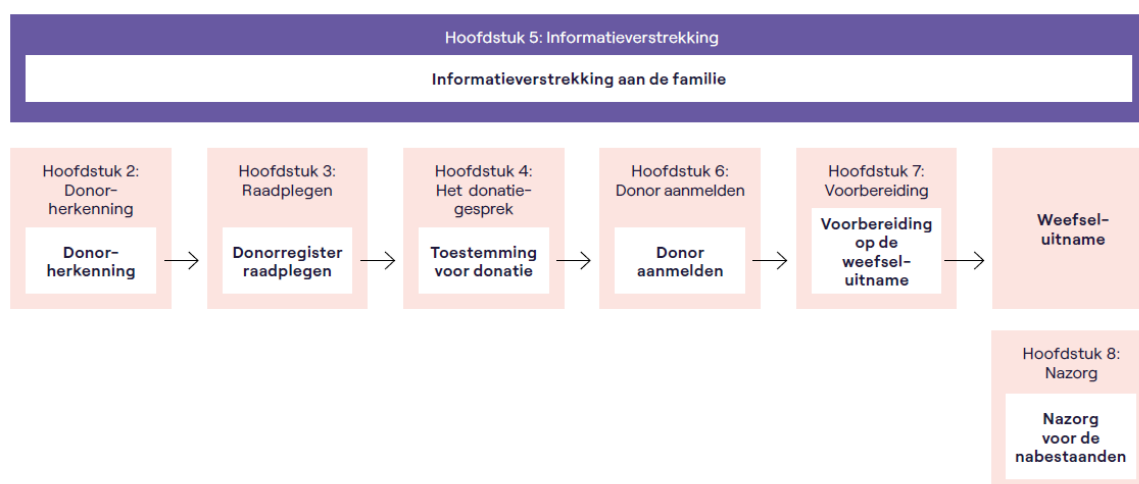 Hoofdstuk 5: Informatieverstrekking
Informatieverstrekking aan de familie
Hoofdstuk 2:
Donor-
herkenning
Donor-
herkenning
Hoofdstuk 3:
Raadplegen
Donorregister
raadplegen
Hoofdstuk 4:
Het donatie-
gesprek
Toestemming
voor donatie
Hoofdstuk 6:
Donor aanmelden
Donor
aanmelden
Hoofdstuk 7:
Voorbereiding
Voorbereiding
op de
weefsel-
uitname
Weefsel-
uitname
Hoofdstuk 8:
Nazorg
Nazorg
voor de
nabestaanden